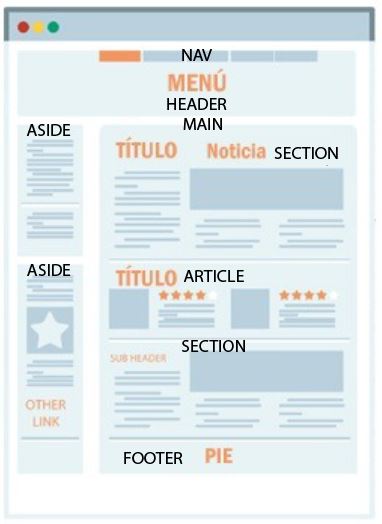 NAV
MENÚ
HEADER
MAIN
ASIDE
TÍTULO Noticia SECTION
ASIDE
TÍTULO ARTICLE
SECTION
SUB HEADER
OTHER
LINK
FOOTER PIE